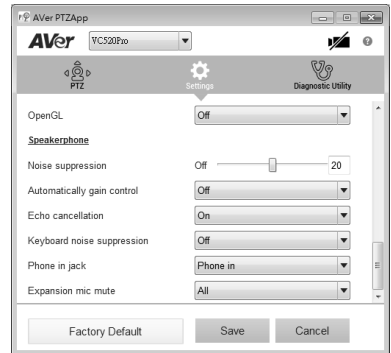 AVer PTZApp
AVer VC520Pro
PTZ Settings Diagnostic Utility
OpenGL Off
Speakerphone
Noise suppression Off 20
Automatically gain control Off
Echo cancellation On
Keyboard noise suppression Off
Phone in jack Phone in
Expansion mic mute All
Factory Default Save Cancel